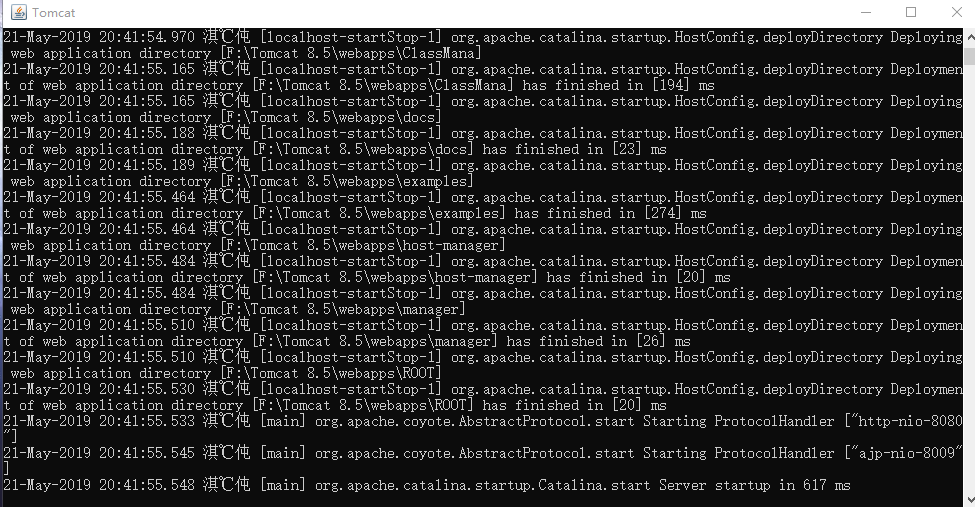 Tomcat
21-May-2019 20:41:54.970 淇℃伅 [localhost-startStop-1] org.apache.catalina.startup.HostConfig.deployDirectory Deploying
web application directory [F:\Tomcat 8.5\webapps\ClassMana]
21-May-2019 20:41:55.165 淇℃伅 [localhost-startStop-1] org.apache.catalina.startup.HostConfig.deployDirectory Deploymen
t of web application directory [F:\Tomcat 8.5\webapps\ClassMana] has finished in [194] ms
21-May-2019 20:41:55.165 淇℃伅 [localhost-startStop-1] org.apache.catalina.startup.HostConfig.deployDirectory Deploying
web application directory [F:\Tomcat 8.5\webapps\docs]
21-May-2019 20:41:55.188 淇℃伅 [localhost-startStop-1] org.apache.catalina.startup.HostConfig.deployDirectory Deploymen
t of web application directory [F:\Tomcat 8.5\webapps\docs] has finished in [23] ms
21-May-2019 20:41:55.189 淇℃伅 [localhost-startStop-1] org.apache.catalina.startup.HostConfig.deployDirectory Deploying
web application directory [F:\Tomcat 8.5\webapps\examples]
21-May-2019 20:41:55.464 淇℃伅 [localhost-startStop-1] org.apache.catalina.startup.HostConfig.deployDirectory Deploymen
t of web application directory [F:\Tomcat 8.5\webapps\examples] has finished in [274] ms
21-May-2019 20:41:55.464 淇℃伅 [localhost-startStop-1] org.apache.catalina.startup.HostConfig.deployDirectory Deploying
web application directory [F:\Tomcat 8.5\webapps\host-manager]
21-May-2019 20:41:55.484 淇℃伅 [localhost-startStop-1] org.apache.catalina.startup.HostConfig.deployDirectory Deploymen
t of web application directory [F:\Tomcat 8.5\webapps\host-manager] has finished in [20] ms
21-May-2019 20:41:55.484 淇℃伅 [localhost-startStop-1] org.apache.catalina.startup.HostConfig.deployDirectory Deploying
web application directory [F:\Tomcat 8.5\webapps\manager]
21-May-2019 20:41:55.510 淇℃伅 [localhost-startStop-1] org.apache.catalina.startup.HostConfig.deployDirectory Deploymen
t of web application directory [F:\Tomcat 8.5\webapps\manager] has finished in [26] ms
21-May-2019 20:41:55.510 淇℃伅 [localhost-startStop-1] org.apache.catalina.startup.HostConfig.deployDirectory Deploying
web application directory [F:\Tomcat 8.5\webapps\ROOT]
21-May-2019 20:41:55.530 淇℃伅 [localhost-startStop-1] org.apache.catalina.startup.HostConfig.deployDirectory Deploymen
t of web application directory [F:\Tomcat 8.5\webapps\ROOT] has finished in [20] ms
21-May-2019 20:41:55.533 淇℃伅 [main] org.apache.coyote.AbstractProtocol.start Starting ProtocolHandler ["http-nio-8080
"]
21-May-2019 20:41:55.545 淇℃伅 [main] org.apache.coyote.AbstractProtocol.start Starting ProtocolHandler ["ajp-nio-8009"
]
21-May-2019 20:41:55.548 淇℃伅 [main] org.apache.catalina.startup.Catalina.start Server startup in 617 ms